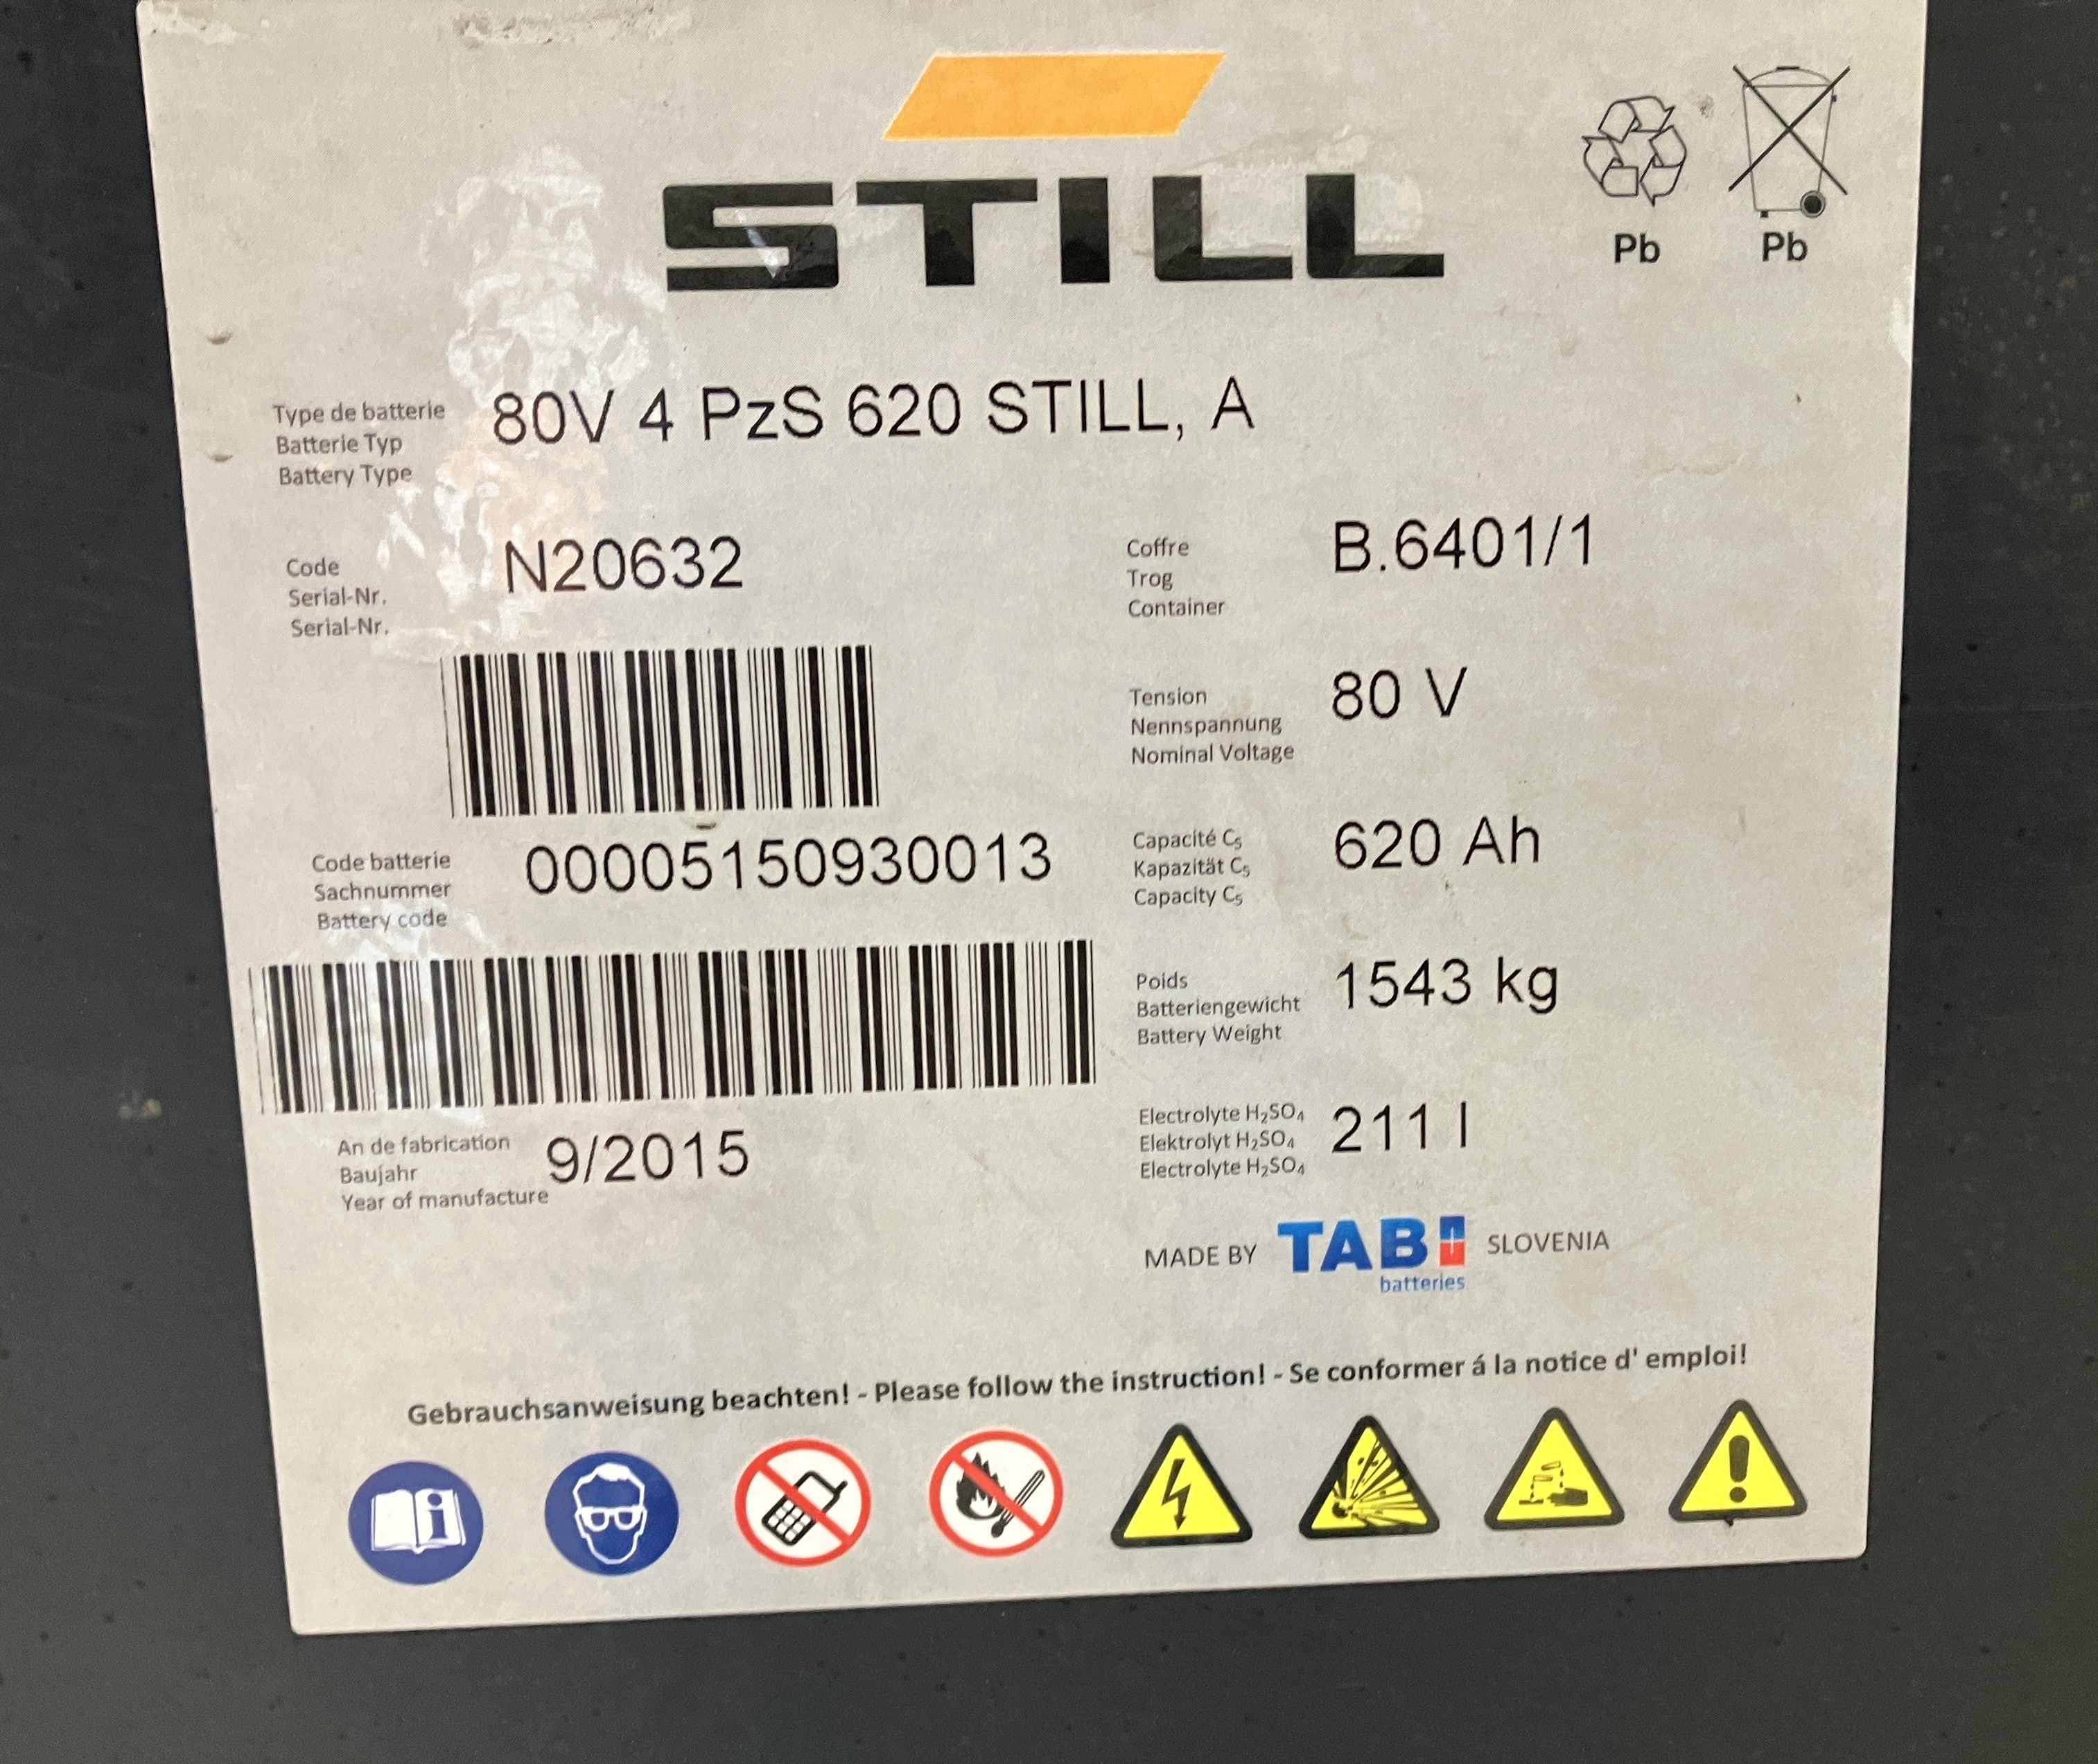 STILL
Pb Pb
Type de batterie
Batterie Typ
Battery Type
80V 4 PzS 620 STILL, A
Code
Serial-Nr.
Serial-Nr.
N20632
Coffre
Trog
Container
B.6401/1
Tension
Nennspannung
Nominal Voltage
80 V
Code batterie
Sachnummer
Battery code
00005150930013
Capacité C₅
Kapazität C₅
Capacity C₅
620 Ah
Poids
Batteriengewicht
Battery Weight
1543 kg
An de fabrication
Baujahr
Year of manufacture
9/2015
Electrolyte H₂SO₄
Elektrolyt H₂SO₄
Electrolyte H₂SO₄
211 l
MADE BY TAB SLOVENIA
batteries
Gebrauchsanweisung beachten! - Please follow the instruction! - Se conformer á la notice d' emploi!